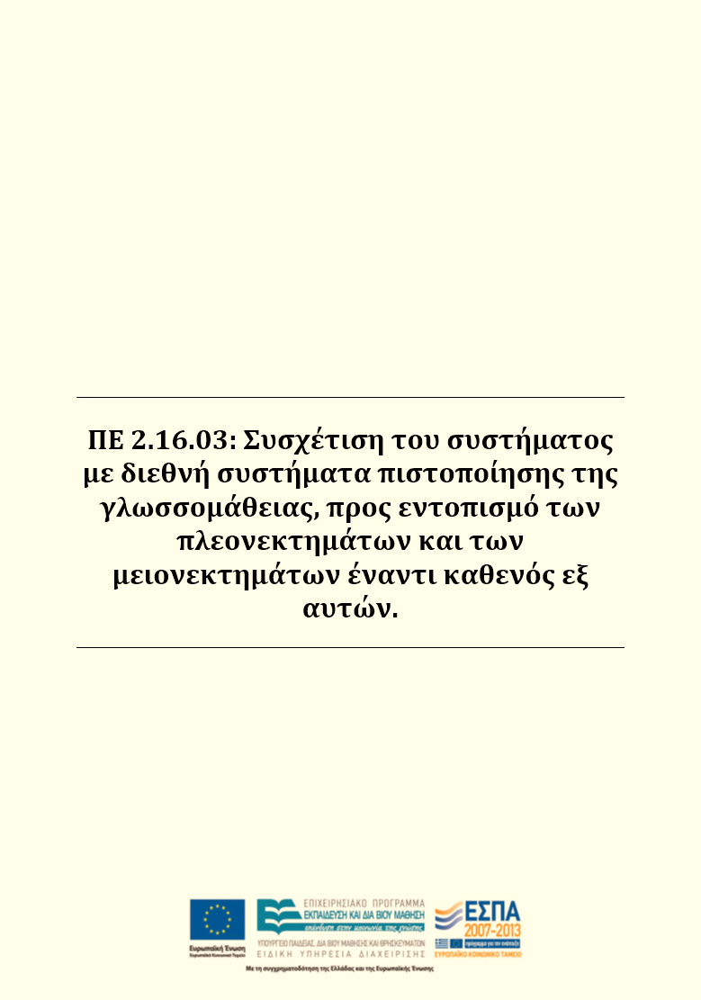 ΠΕ 2.16.03: Συσχέτιση του συστήματος
με διεθνή συστήματα πιστοποίησης της
γλωσσομάθειας, προς εντοπισμό των
πλεονεκτημάτων και των
μειονεκτημάτων έναντι καθενός εξ
αυτών.
Ευρωπαϊκή Ένωση
Ευρωπαϊκό Κοινωνικό Ταμείο
ΕΠΙΧΕΙΡΗΣΙΑΚΟ ΠΡΟΓΡΑΜΜΑ
ΕΚΠΑΙΔΕΥΣΗ ΚΑΙ ΔΙΑ ΒΙΟΥ ΜΑΘΗΣΗ
επένδυση στην κοινωνία της γνώσης
ΥΠΟΥΡΓΕΙΟ ΠΑΙΔΕΙΑΣ, ΔΙΑ ΒΙΟΥ ΜΑΘΗΣΗΣ ΚΑΙ ΘΡΗΣΚΕΥΜΑΤΩΝ
ΕΙΔΙΚΗ ΥΠΗΡΕΣΙΑ ΔΙΑΧΕΙΡΙΣΗΣ
ΕΣΠΑ
2007-2013
πρόγραμμα για την ανάπτυξη
ΕΥΡΩΠΑΪΚΟ ΚΟΙΝΩΝΙΚΟ ΤΑΜΕΙΟ
Με τη συγχρηματοδότηση της Ελλάδας και της Ευρωπαϊκής Ένωσης